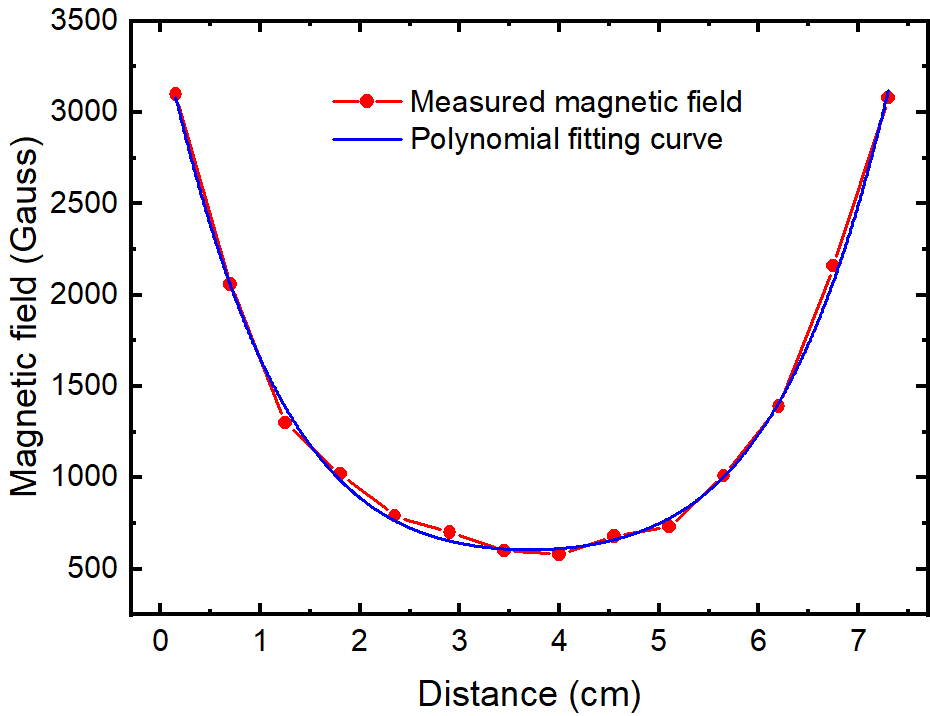 3500
3000
2500
2000
1500
1000
500
Magnetic field (Gauss)
Measured magnetic field
Polynomial fitting curve
0 1 2 3 4 5 6 7
Distance (cm)